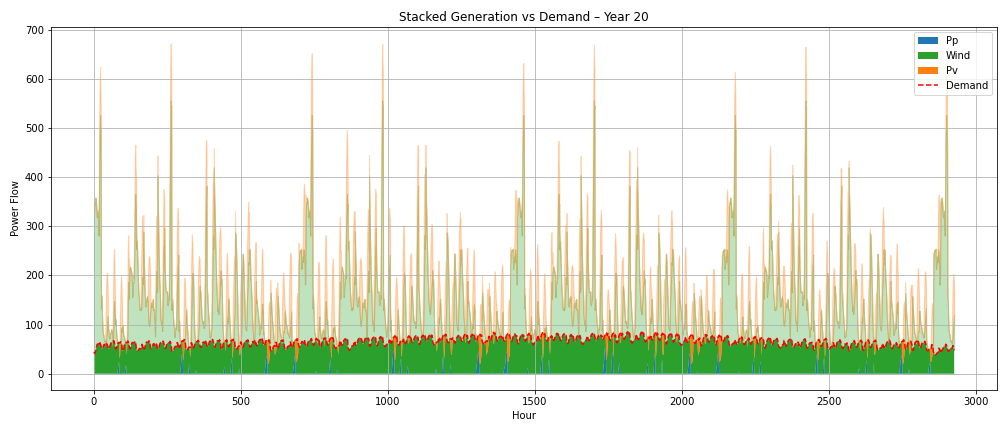 Stacked Generation vs Demand – Year 20
Power Flow
700
600
500
400
300
200
100
0
Pp
Wind
Pv
Demand
0
500
1000
1500
2000
2500
3000
Hour